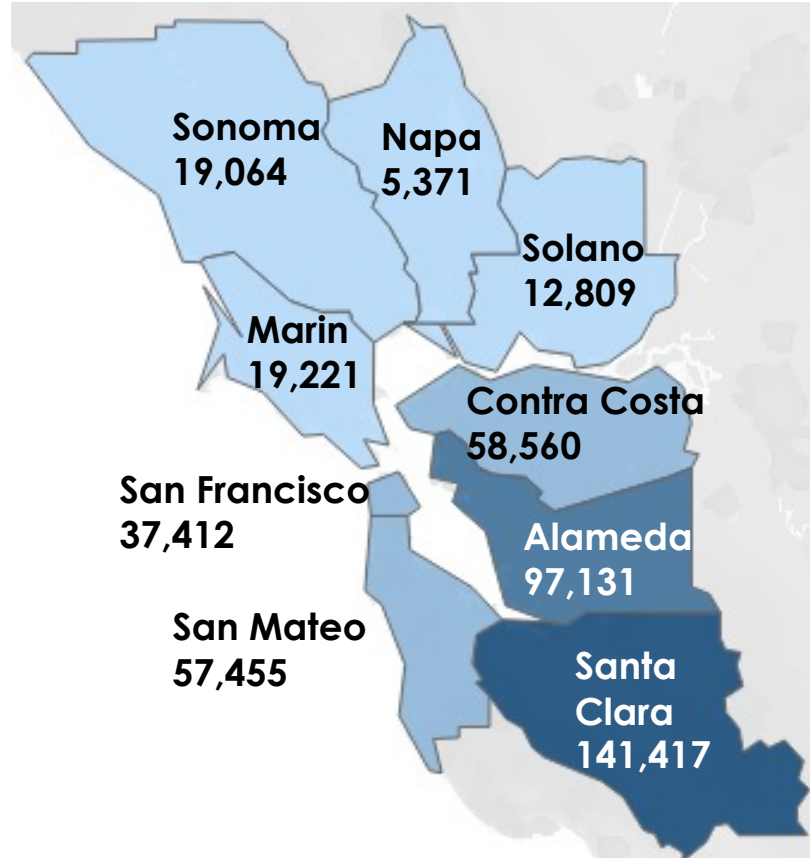 Sonoma
19,064
Napa
5,371
Solano
12,809
Marin
19,221
Contra Costa
58,560
San Francisco
37,412
Alameda
97,131
San Mateo
57,455
Santa
Clara
141,417